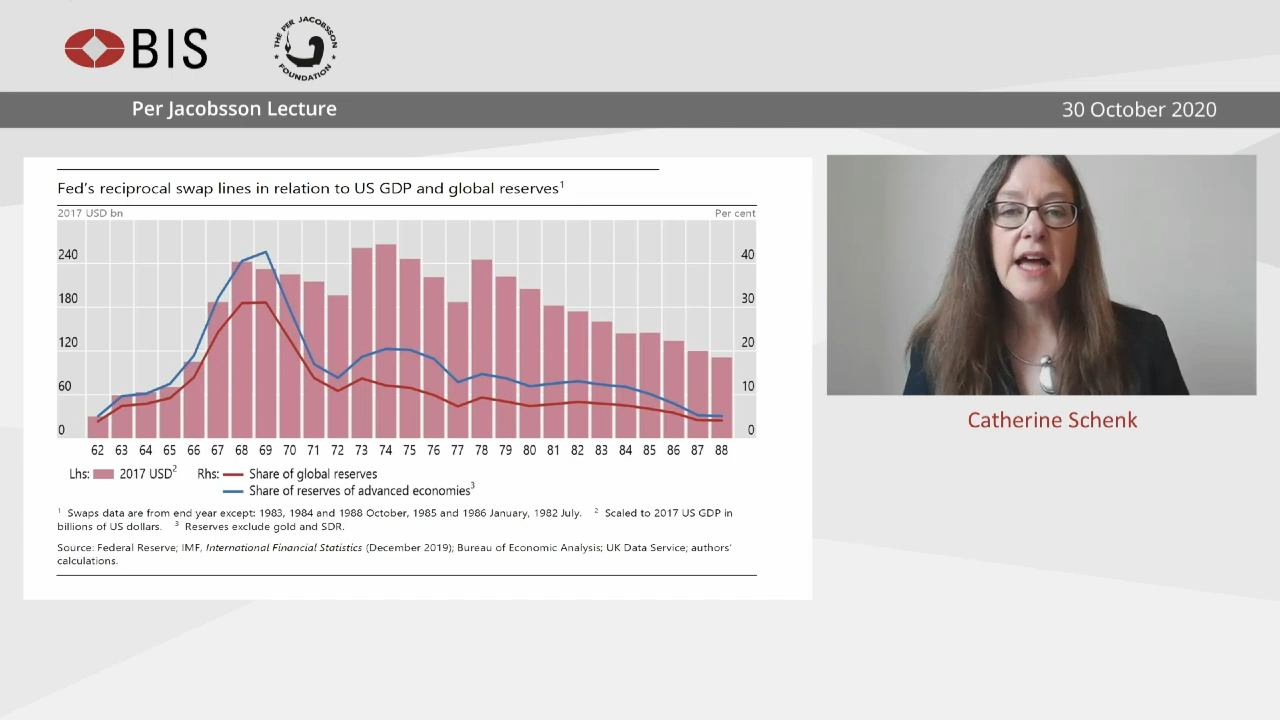 BIS
THE PER JACOBSSON
FOUNDATION
Per Jacobsson Lecture
30 October 2020
Fed's reciprocal swap lines in relation to US GDP and global reserves¹
2017 USD bn
Per cent
240
180
120
60
0
40
30
20
10
0
62 63 64 65 66 67 68 69 70 71 72 73 74 75 76 77 78 79 80 81 82 83 84 85 86 87 88
Lhs: 2017 USD² Rhs: Share of global reserves
Share of reserves of advanced economies³
¹ Swaps data are from end year except: 1983, 1984 and 1988 October, 1985 and 1986 January, 1982 July. ² Scaled to 2017 US GDP in
billions of US dollars. ³ Reserves exclude gold and SDR.
Source: Federal Reserve; IMF, International Financial Statistics (December 2019); Bureau of Economic Analysis; UK Data Service; authors'
calculations.
Catherine Schenk